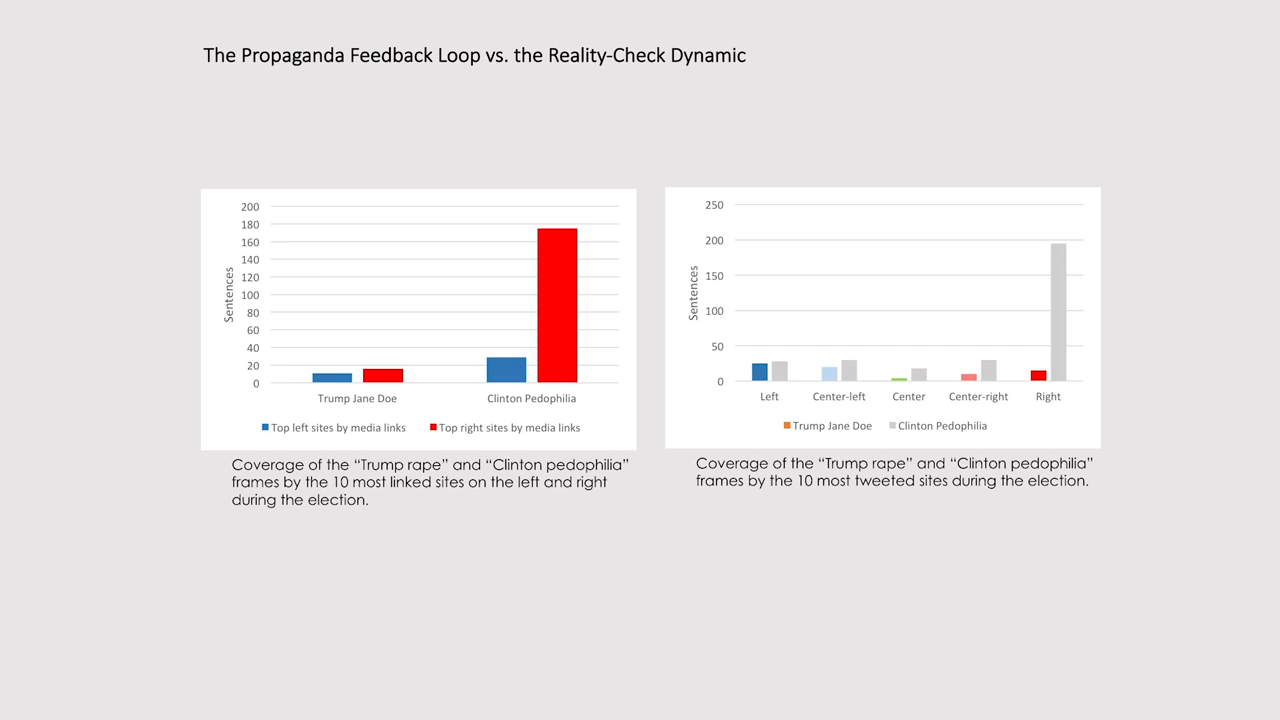 The Propaganda Feedback Loop vs. the Reality-Check Dynamic
200
180
160
140
120
100
80
60
40
20
0
Sentences
Trump Jane Doe
Clinton Pedophilia
Top left sites by media links
Top right sites by media links
Coverage of the “Trump rape” and “Clinton pedophilia”
frames by the 10 most linked sites on the left and right
during the election.
250
200
150
100
50
0
Sentences
Left
Center-left
Center
Center-right
Right
Trump Jane Doe
Clinton Pedophilia
Coverage of the “Trump rape” and “Clinton pedophilia”
frames by the 10 most tweeted sites during the election.